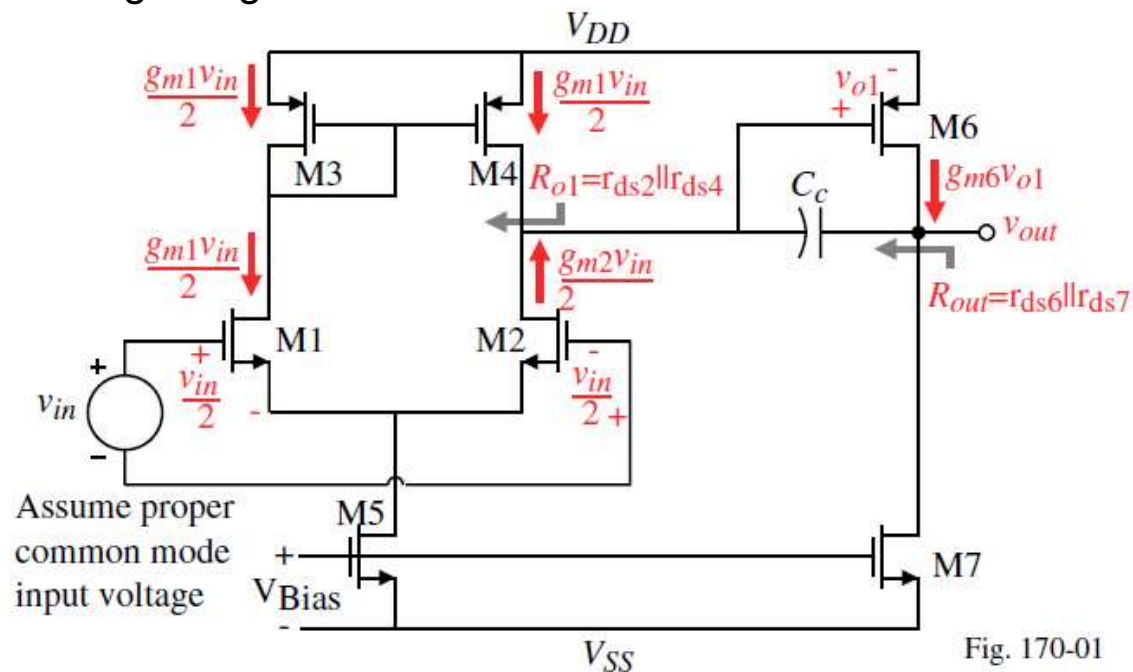 V_DD
g_m1v_in
2
g_m1v_in
2
v_o1
-
+
M6
M3
M4
R_o1=r_ds2||r_ds4
C_c
g_m6v_o1
v_out
g_m1v_in
2
g_m2v_in
2
R_out=r_ds6||r_ds7
M1
M2
+
v_in
2
-
-
v_in
2
+
+
v_in
–
Assume proper
common mode
input voltage
M5
+
V_Bias
-
M7
V_SS
Fig. 170-01